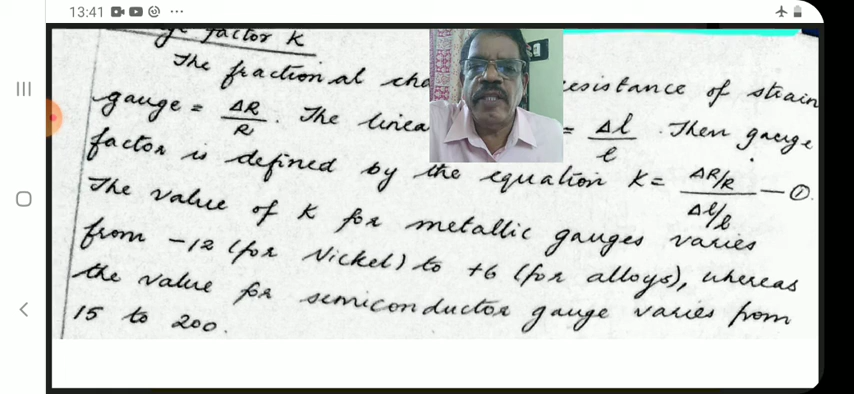 13:41
factor K
The fractional cha esistance of strain
gauge = ΔR/R. The linea = Δl/l. Then gauge
factor is defined by the equation K = (ΔR/R)/(Δl/l) — ①.
The value of K for metallic gauges varies
from -12 (for Nickel) to +6 (for alloys), whereas
the value for semiconductor gauge varies from
15 to 200.